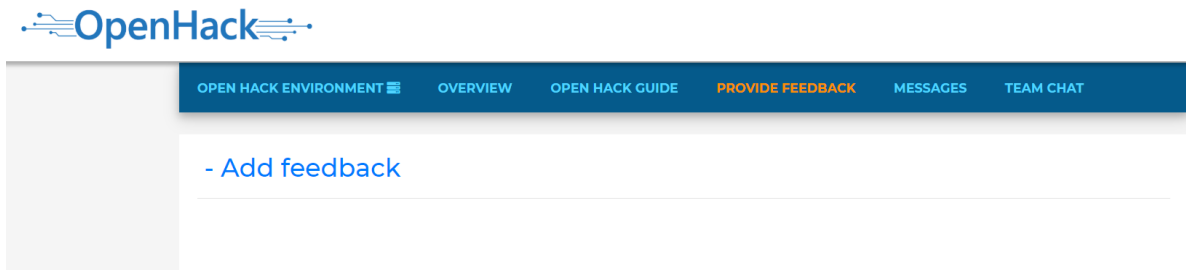 OpenHack
OPEN HACK ENVIRONMENT OVERVIEW OPEN HACK GUIDE PROVIDE FEEDBACK MESSAGES TEAM CHAT
- Add feedback